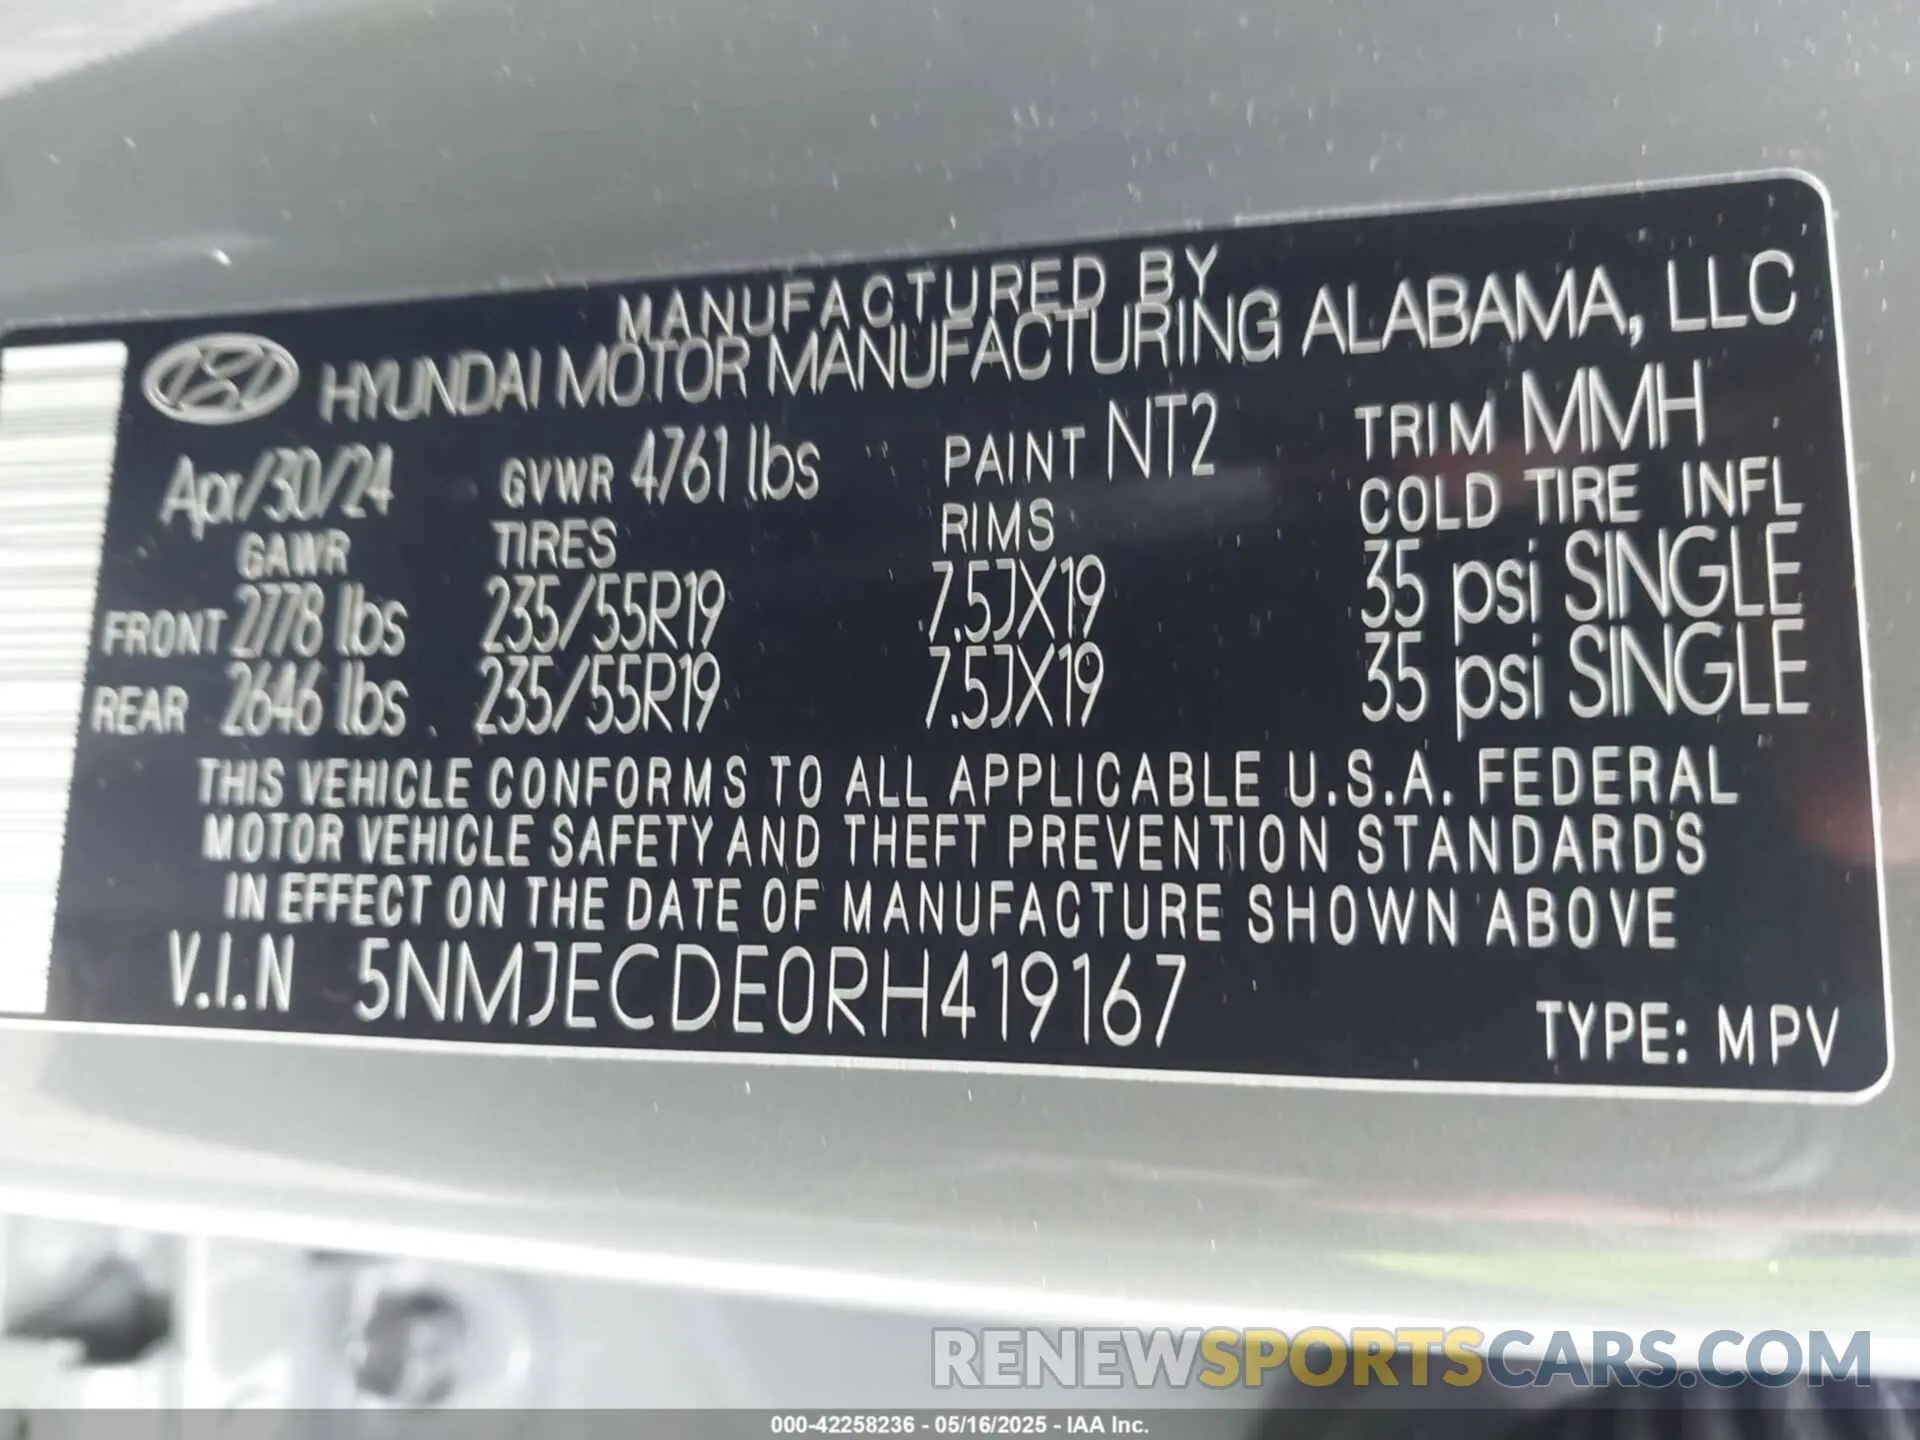 MANUFACTURED BY
HYUNDAI MOTOR MANUFACTURING ALABAMA, LLC
Apr/30/24 GVWR 4761 lbs PAINT NT2 TRIM MMH
GAWR TIRES RIMS COLD TIRE INFL
FRONT 2778 lbs 235/55R19 7.5JX19 35 psi SINGLE
REAR 2646 lbs 235/55R19 7.5JX19 35 psi SINGLE
THIS VEHICLE CONFORMS TO ALL APPLICABLE U.S.A. FEDERAL
MOTOR VEHICLE SAFETY AND THEFT PREVENTION STANDARDS
IN EFFECT ON THE DATE OF MANUFACTURE SHOWN ABOVE
V.I.N 5NMJECDE0RH419167 TYPE: MPV
RENEWSPORTSCARS.COM
000-42258236 - 05/16/2025 - IAA Inc.